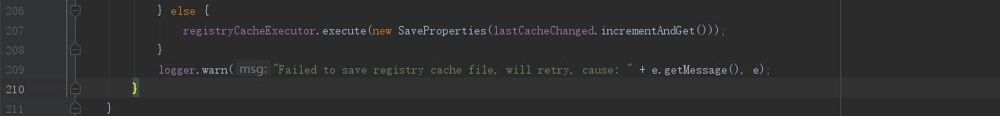 206 } else {
207 registryCacheExecutor.execute(new SaveProperties(lastCacheChanged.incrementAndGet()));
208 }
209 logger.warn( msg: "Failed to save registry cache file, will retry, cause: " + e.getMessage(), e);
210 }
211 }